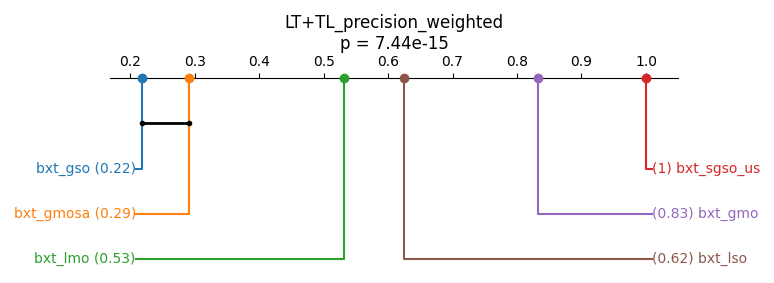 LT+TL_precision_weighted
p = 7.44e-15
0.2 0.3 0.4 0.5 0.6 0.7 0.8 0.9 1.0
bxt_gso (0.22) (1) bxt_sgso_us
bxt_gmosa (0.29) (0.83) bxt_gmo
bxt_lmo (0.53) (0.62) bxt_lso